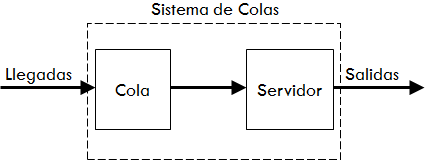 Sistema de Colas
Llegadas
Cola
Servidor
Salidas